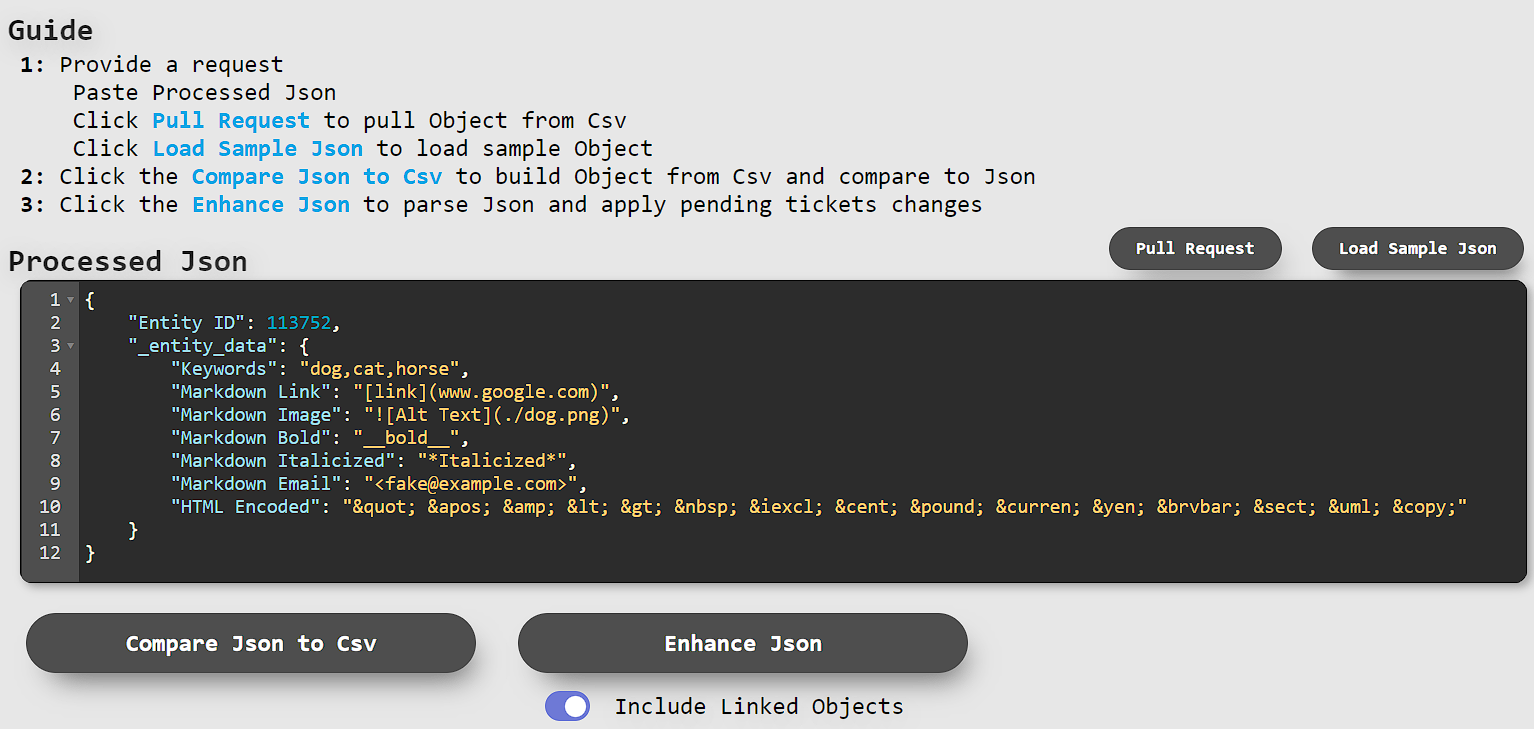 Guide
1: Provide a request
Paste Processed Json
Click Pull Request to pull Object from Csv
Click Load Sample Json to load sample Object
2: Click the Compare Json to Csv to build Object from Csv and compare to Json
3: Click the Enhance Json to parse Json and apply pending tickets changes
Processed Json
Pull Request
Load Sample Json
1 {
2 "Entity ID": 113752,
3 "_entity_data": {
4 "Keywords": "dog,cat,horse",
5 "Markdown Link": "[link](www.google.com)",
6 "Markdown Image": "![Alt Text](./dog.png)",
7 "Markdown Bold": "__bold__",
8 "Markdown Italicized": "*Italicized*",
9 "Markdown Email": "<fake@example.com>",
10 "HTML Encoded": "&quot; &apos; &amp; &lt; &gt; &nbsp; &iexcl; &cent; &pound; &curren; &yen; &brvbar; &sect; &uml; &copy;"
11 }
12 }
Compare Json to Csv
Enhance Json
Include Linked Objects